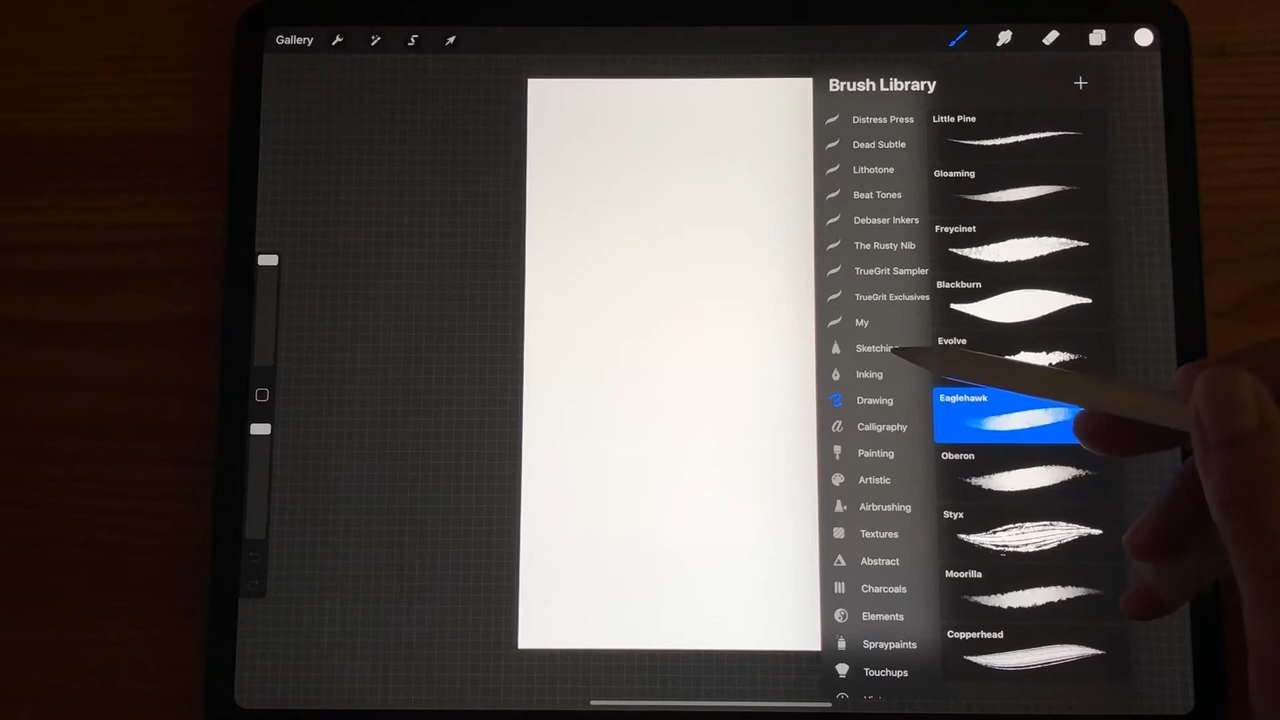 Gallery
Brush Library
Distress Press
Dead Subtle
Lithotone
Beat Tones
Debaser Inkers
The Rusty Nib
TrueGrit Sampler
TrueGrit Exclusives
My
Sketching
Inking
Drawing
Calligraphy
Painting
Artistic
Airbrushing
Textures
Abstract
Charcoals
Elements
Spraypaints
Touchups
Little Pine
Gloaming
Freycinet
Blackburn
Evolve
Eaglehawk
Oberon
Styx
Moorilla
Copperhead